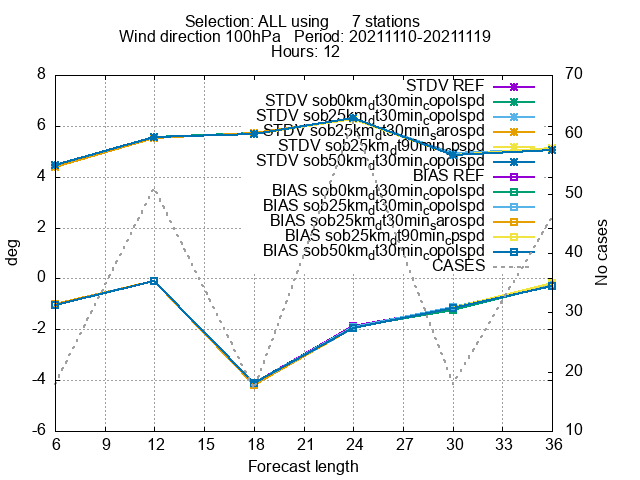 Selection: ALL using 7 stations
Wind direction 100hPa Period: 20211110-20211119
Hours: 12
8
6
4
2
0
-2
-4
-6
deg
70
60
50
40
30
20
10
No cases
STDV REF
STDV sob0km_dt30min_copolspd
STDV sob25km_dt30min_copolspd
STDV sob25km_dt30min_sarospd
STDV sob25km_dt90min_cpspd
STDV sob50km_dt30min_copolspd
BIAS REF
BIAS sob0km_dt30min_copolspd
BIAS sob25km_dt30min_copolspd
BIAS sob25km_dt30min_sarospd
BIAS sob25km_dt90min_cpspd
BIAS sob50km_dt30min_copolspd
CASES
6 9 12 15 18 21 24 27 30 33 36
Forecast length